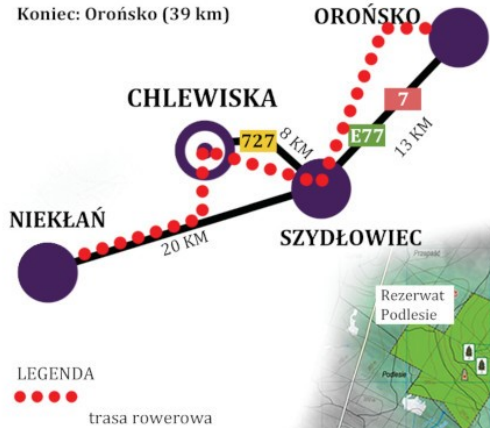 Koniec: Orońsko (39 km)
OROŃSKO
7
CHLEWISKA
727
8 KM
E77
13 KM
NIEKŁAŃ
20 KM
SZYDŁOWIEC
Rezerwat
Podlesie
Podlesie
LEGENDA
trasa rowerowa